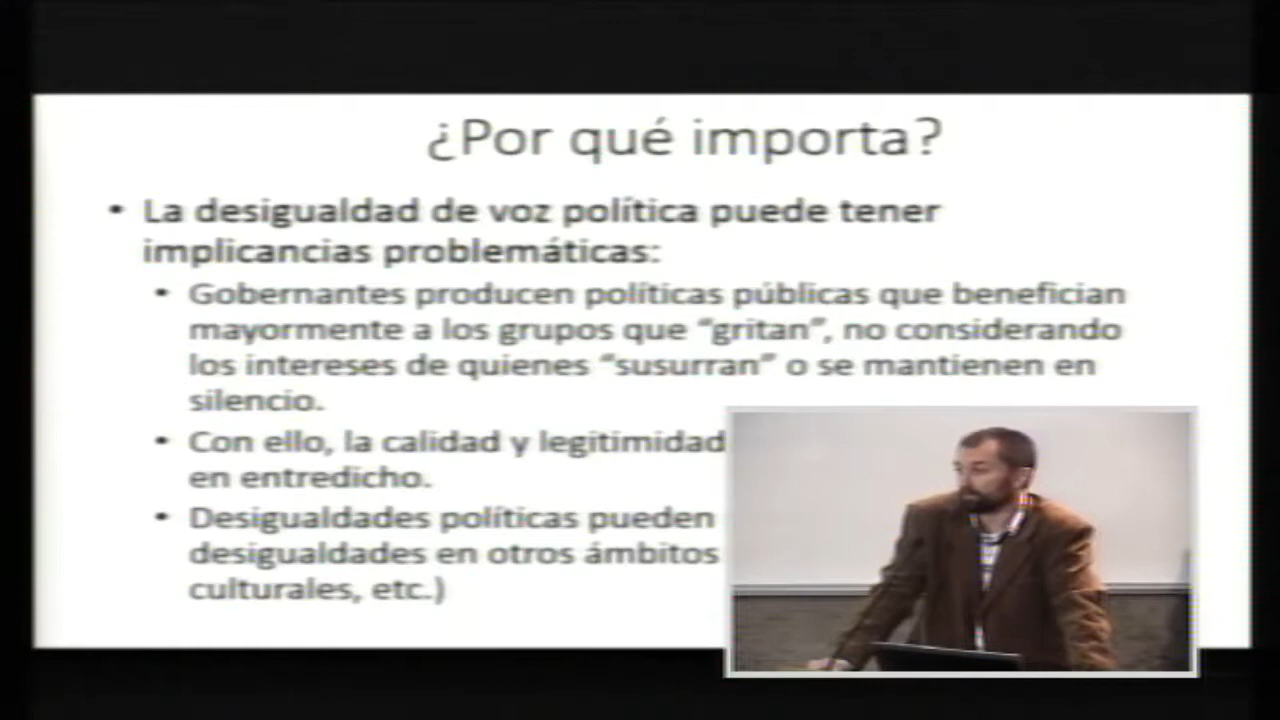 ¿Por qué importa?
• La desigualdad de voz política puede tener
implicancias problemáticas:
• Gobernantes producen políticas públicas que benefician
mayormente a los grupos que “gritan”, no considerando
los intereses de quienes “susurran” o se mantienen en
silencio.
• Con ello, la calidad y legitimidad
en entredicho.
• Desigualdades políticas pueden
desigualdades en otros ámbitos
culturales, etc.)